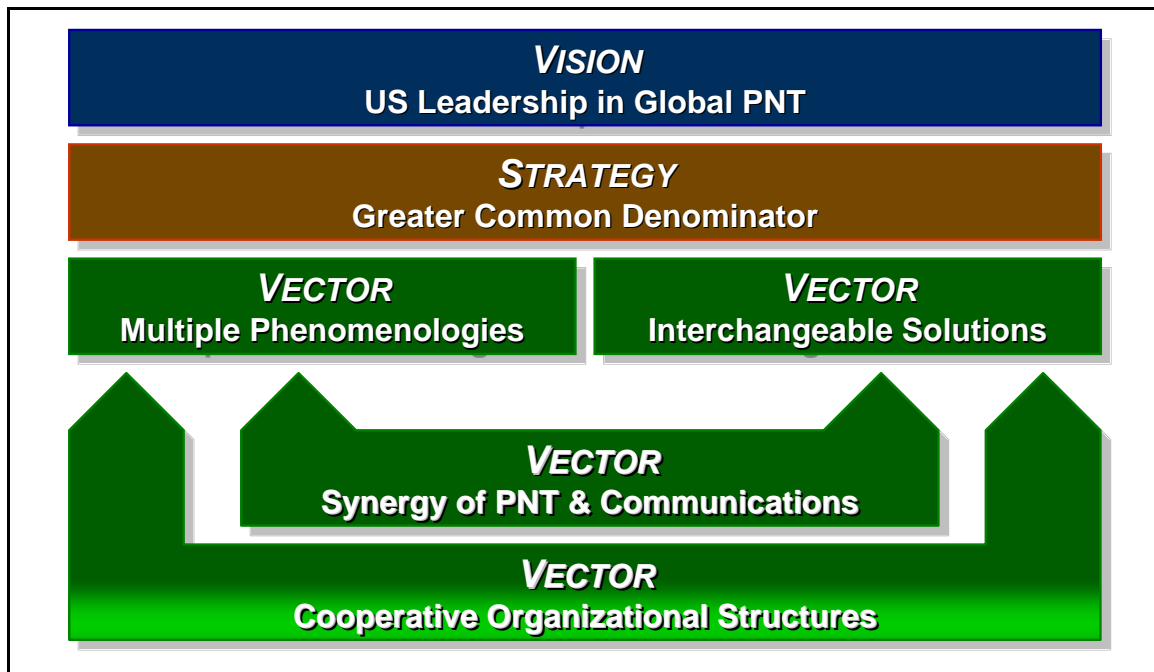 VISION
US Leadership in Global PNT
STRATEGY
Greater Common Denominator
VECTOR
Multiple Phenomenologies
VECTOR
Interchangeable Solutions
VECTOR
Synergy of PNT & Communications
VECTOR
Cooperative Organizational Structures